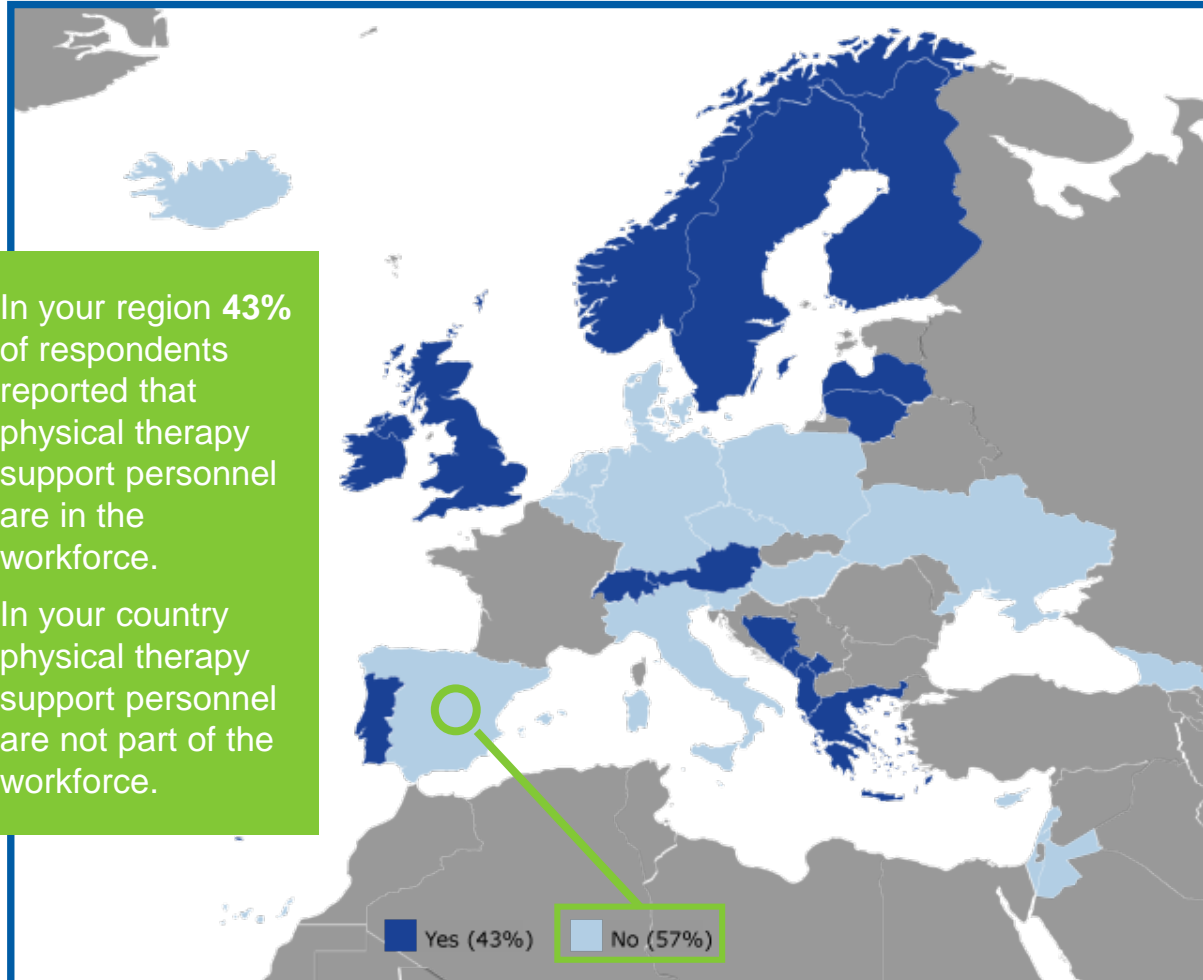 In your region 43%
of respondents
reported that
physical therapy
support personnel
are in the
workforce.
In your country
physical therapy
support personnel
are not part of the
workforce.
Yes (43%)
No (57%)